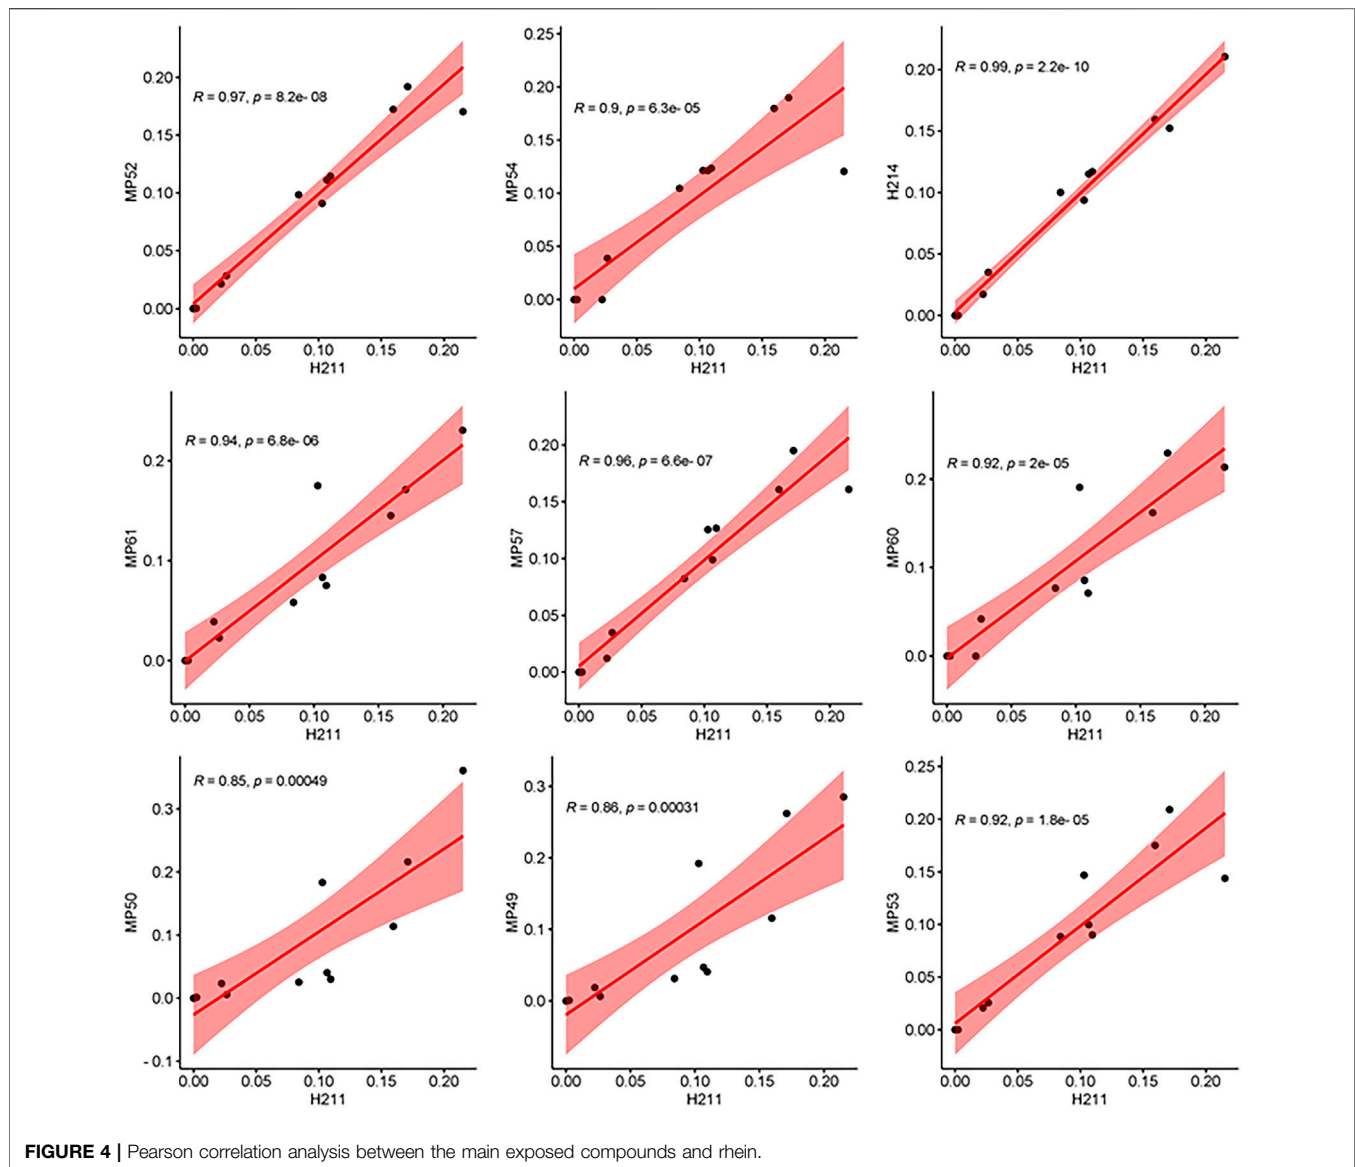 R = 0.97, p = 8.2e- 08
MP52
0.20
0.15
0.10
0.05
0.00
0.00 0.05 0.10 0.15 0.20
H211
R = 0.9, p = 6.3e- 05
MP54
0.25
0.20
0.15
0.10
0.05
0.00
0.00 0.05 0.10 0.15 0.20
H211
R = 0.99, p = 2.2e- 10
H214
0.20
0.15
0.10
0.05
0.00
0.00 0.05 0.10 0.15 0.20
H211
R = 0.94, p = 6.8e- 06
MP61
0.2
0.1
0.0
0.00 0.05 0.10 0.15 0.20
H211
R = 0.96, p = 6.6e- 07
MP57
0.20
0.15
0.10
0.05
0.00
0.00 0.05 0.10 0.15 0.20
H211
R = 0.92, p = 2e- 05
MP60
0.2
0.1
0.0
0.00 0.05 0.10 0.15 0.20
H211
R = 0.85, p = 0.00049
MP50
0.3
0.2
0.1
0.0
- 0.1
0.00 0.05 0.10 0.15 0.20
H211
R = 0.86, p = 0.00031
MP49
0.3
0.2
0.1
0.0
0.00 0.05 0.10 0.15 0.20
H211
R = 0.92, p = 1.8e- 05
MP53
0.25
0.20
0.15
0.10
0.05
0.00
0.00 0.05 0.10 0.15 0.20
H211
FIGURE 4 | Pearson correlation analysis between the main exposed compounds and rhein.